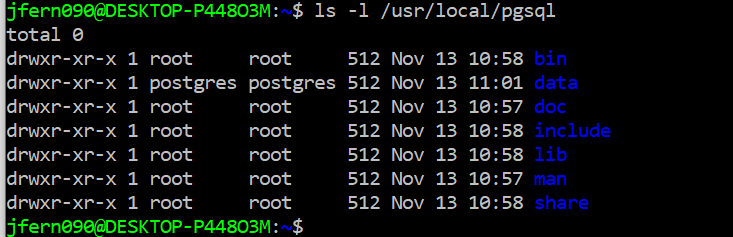 jfern090@DESKTOP-P448O3M:~$ ls -l /usr/local/pgsql
total 0
drwxr-xr-x 1 root     root     512 Nov 13 10:58 bin
drwxr-xr-x 1 postgres postgres 512 Nov 13 11:01 data
drwxr-xr-x 1 root     root     512 Nov 13 10:57 doc
drwxr-xr-x 1 root     root     512 Nov 13 10:58 include
drwxr-xr-x 1 root     root     512 Nov 13 10:58 lib
drwxr-xr-x 1 root     root     512 Nov 13 10:57 man
drwxr-xr-x 1 root     root     512 Nov 13 10:58 share
jfern090@DESKTOP-P448O3M:~$